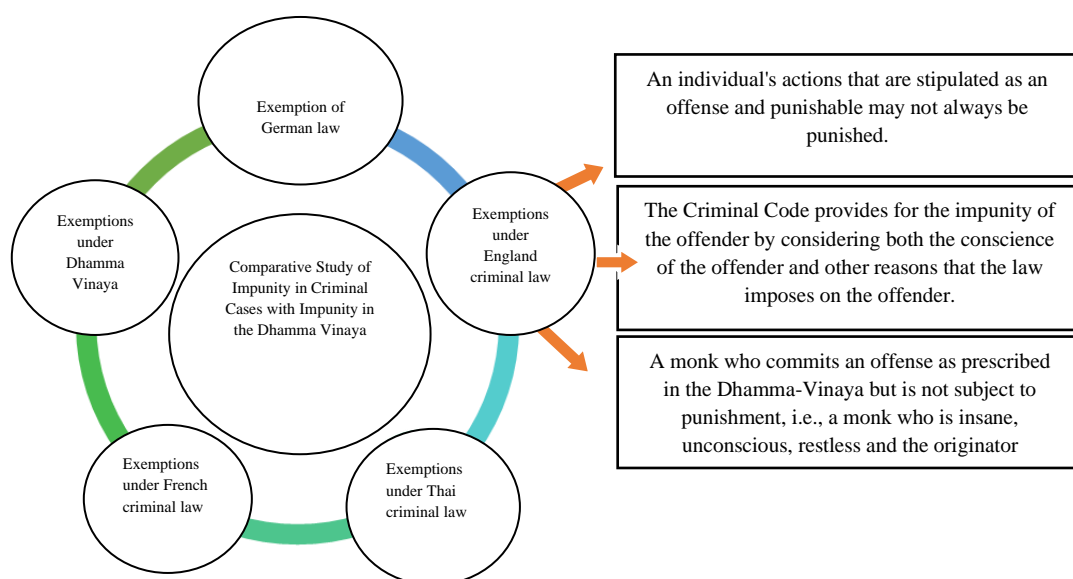 Exemption of
German law
Exemptions
under
England
criminal law
Exemptions
under Thai
criminal law
Exemptions
under French
criminal law
Exemptions
under
Dhamma
Vinaya
Comparative Study of
Impunity in Criminal
Cases with Impunity in
the Dhamma Vinaya
An individual's actions that are stipulated as an
offense and punishable may not always be
punished.
The Criminal Code provides for the impunity of
the offender by considering both the conscience
of the offender and other reasons that the law
imposes on the offender.
A monk who commits an offense as prescribed
in the Dhamma-Vinaya but is not subject to
punishment, i.e., a monk who is insane,
unconscious, restless and the originator